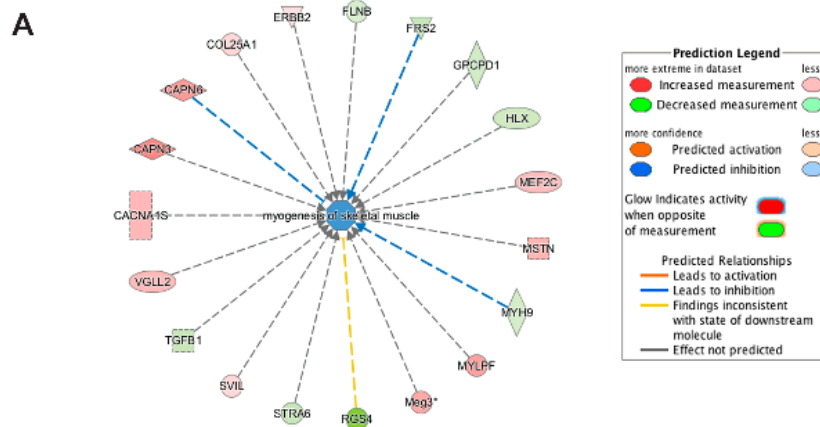 A
ERBB2
FLNB
FRS2
COL25A1
GPCPD1
CAPN6
HLX
CAPN3
MEF2C
CACNA1S
myogenesis of skeletal muscle
MSTN
VGLL2
MYH9
TGFB1
MYLPF
SVIL
Meg3*
STRA6
RGS4
Prediction Legend
more extreme in dataset
less
Increased measurement
Decreased measurement
more confidence
less
Predicted activation
Predicted inhibition
Glow Indicates activity
when opposite
of measurement
Predicted Relationships
Leads to activation
Leads to inhibition
Findings inconsistent
with state of downstream
molecule
Effect not predicted